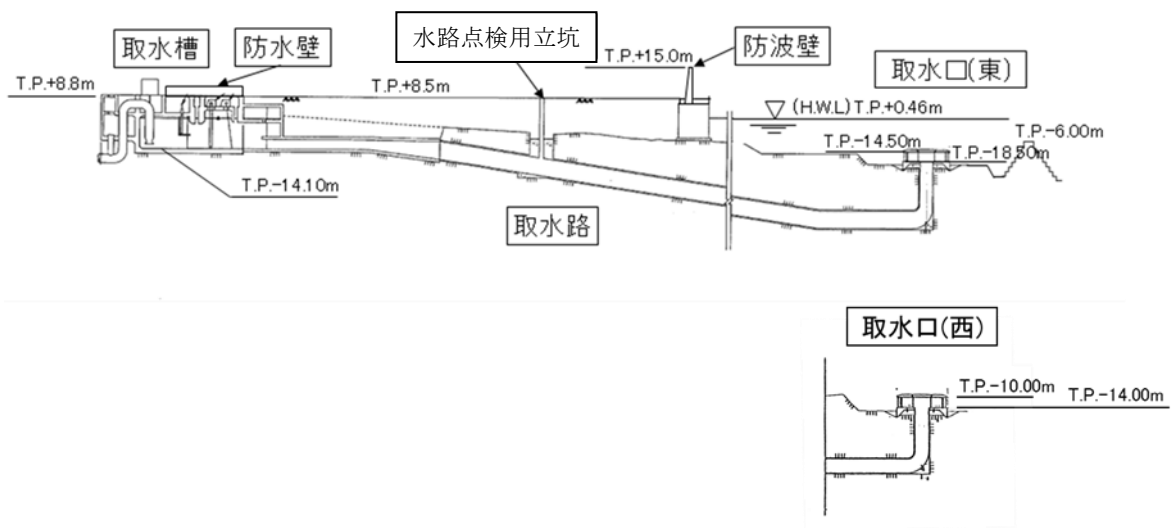 取水槽
防水壁
水路点検用立坑
防波壁
取水口(東)
T.P.+15.0m
T.P.+8.8m
T.P.+8.5m
(H.W.L) T.P.+0.46m
T.P.-6.00m
T.P.-14.50m
T.P.-18.50m
T.P.-14.10m
取水路
取水口(西)
T.P.-10.00m
T.P.-14.00m